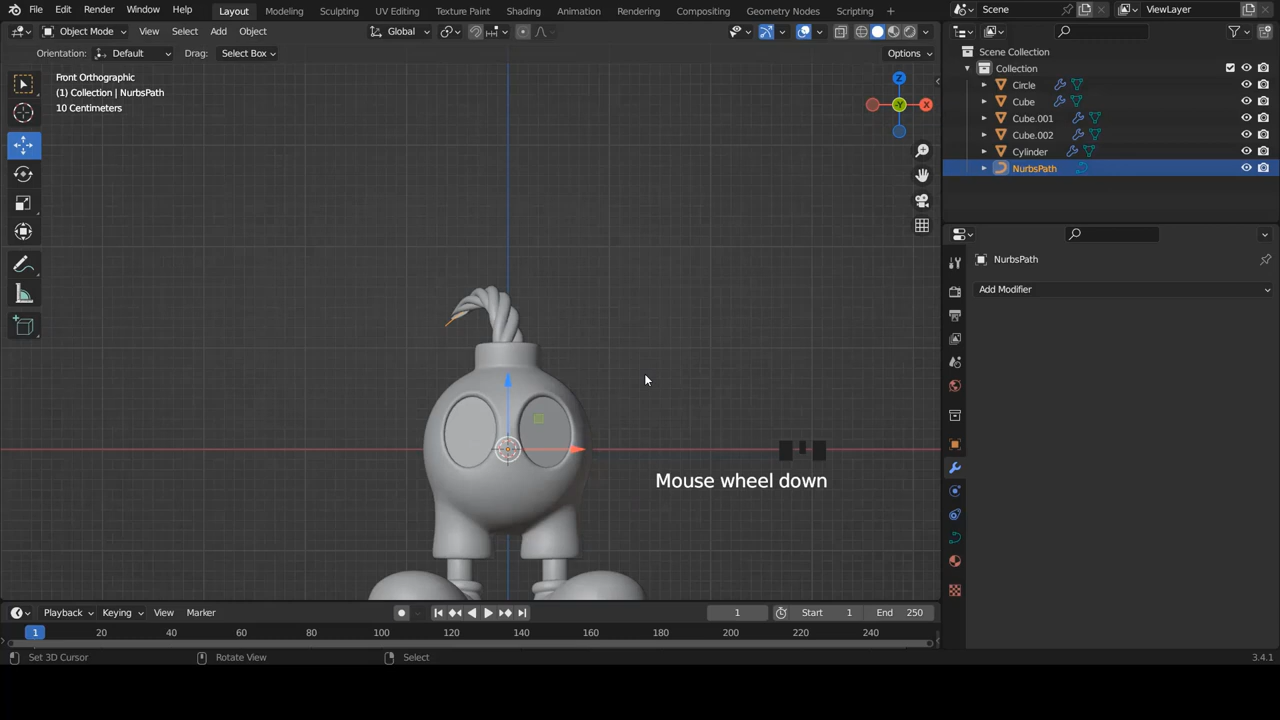 File Edit Render Window Help Layout Modeling Sculpting UV Editing Texture Paint Shading Animation Rendering Compositing Geometry Nodes Scripting + Scene ViewLayer
Object Mode View Select Add Object Global Options
Orientation: Default Drag: Select Box
Front Orthographic
(1) Collection | NurbsPath
10 Centimeters
Z
-Y
X
Scene Collection
Collection
Circle
Cube
Cube.001
Cube.002
Cylinder
NurbsPath
NurbsPath
Add Modifier
Mouse wheel down
Playback Keying View Marker 1 Start 1 End 250
1 20 40 60 80 100 120 140 160 180 200 220 240
Set 3D Cursor Rotate View Select 3.4.1